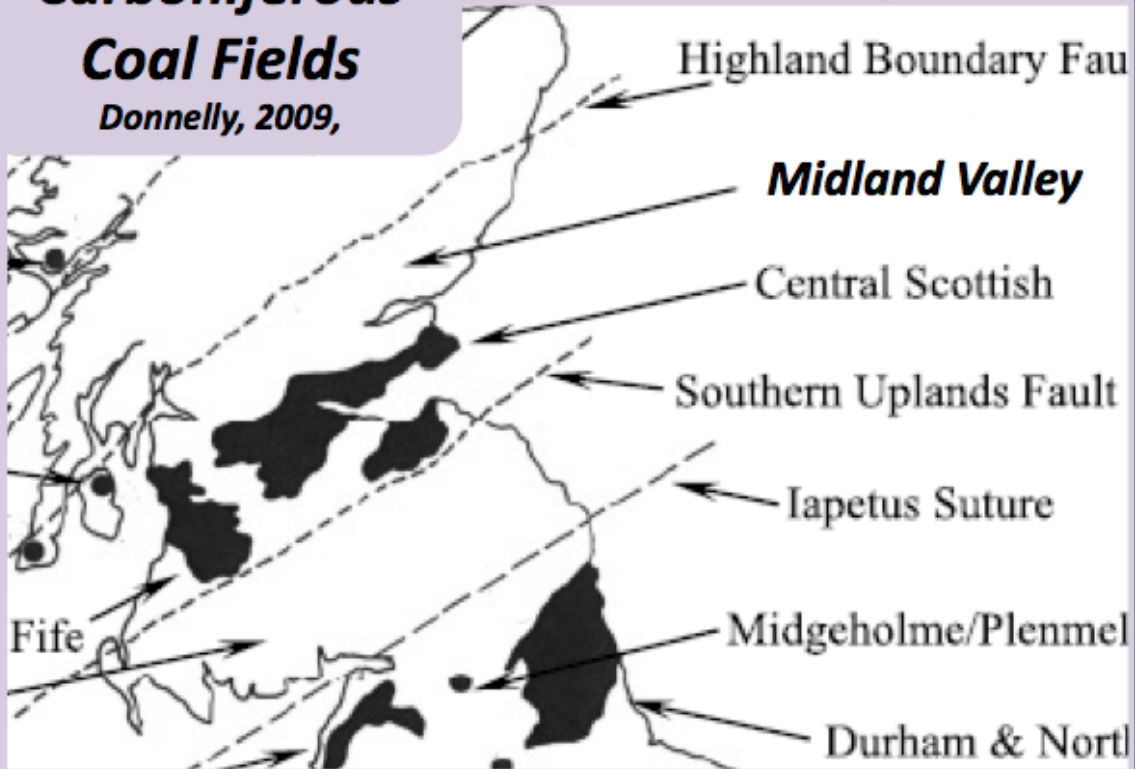 Carboniferous
Coal Fields
Donnelly, 2009,
Highland Boundary Fau
Midland Valley
Central Scottish
Southern Uplands Fault
Iapetus Suture
Fife
Midgeholme/Plenmel
Durham & Nort